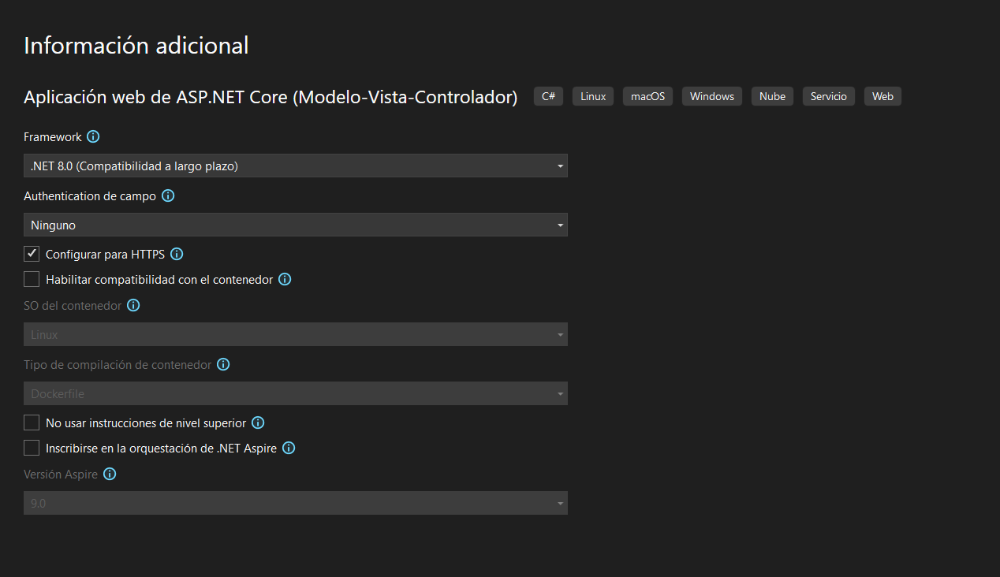 Información adicional
Aplicación web de ASP.NET Core (Modelo-Vista-Controlador) C# Linux macOS Windows Nube Servicio Web
Framework
.NET 8.0 (Compatibilidad a largo plazo)
Authentication de campo
Ninguno
Configurar para HTTPS
Habilitar compatibilidad con el contenedor
SO del contenedor
Linux
Tipo de compilación de contenedor
Dockerfile
No usar instrucciones de nivel superior
Inscribirse en la orquestación de .NET Aspire
Versión Aspire
9.0